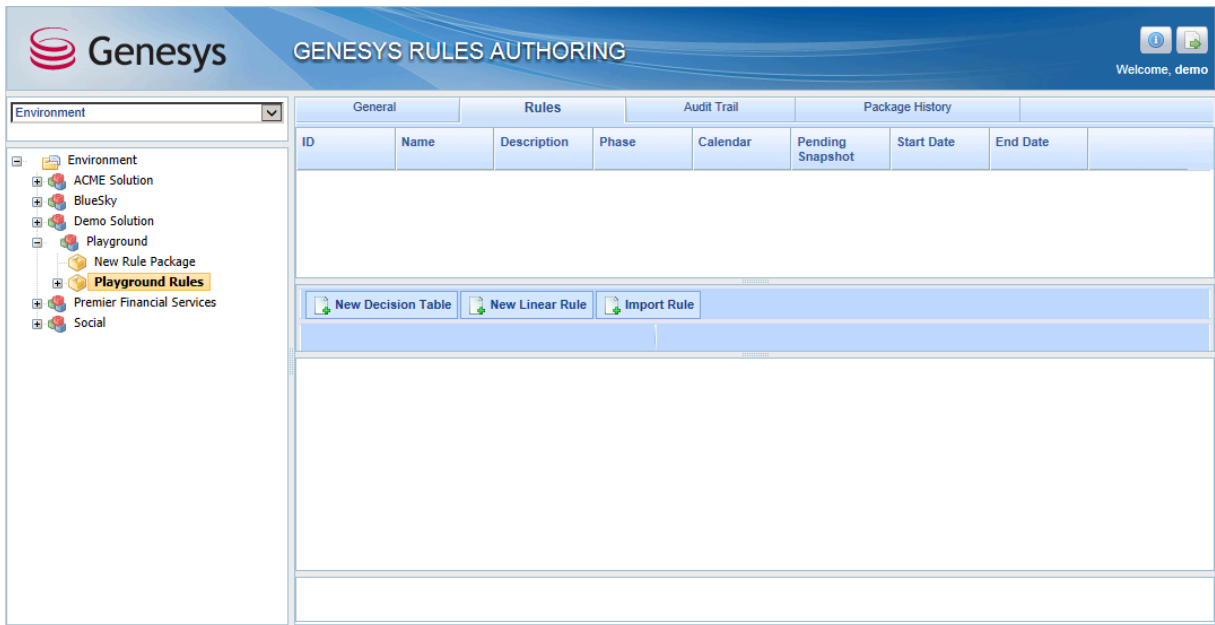 Genesys
GENESYS RULES AUTHORING
Welcome, demo
Environment
General Rules Audit Trail Package History
ID Name Description Phase Calendar Pending Snapshot Start Date End Date
Environment
ACME Solution
BlueSky
Demo Solution
Playground
New Rule Package
Playground Rules
Premier Financial Services
Social
New Decision Table New Linear Rule Import Rule